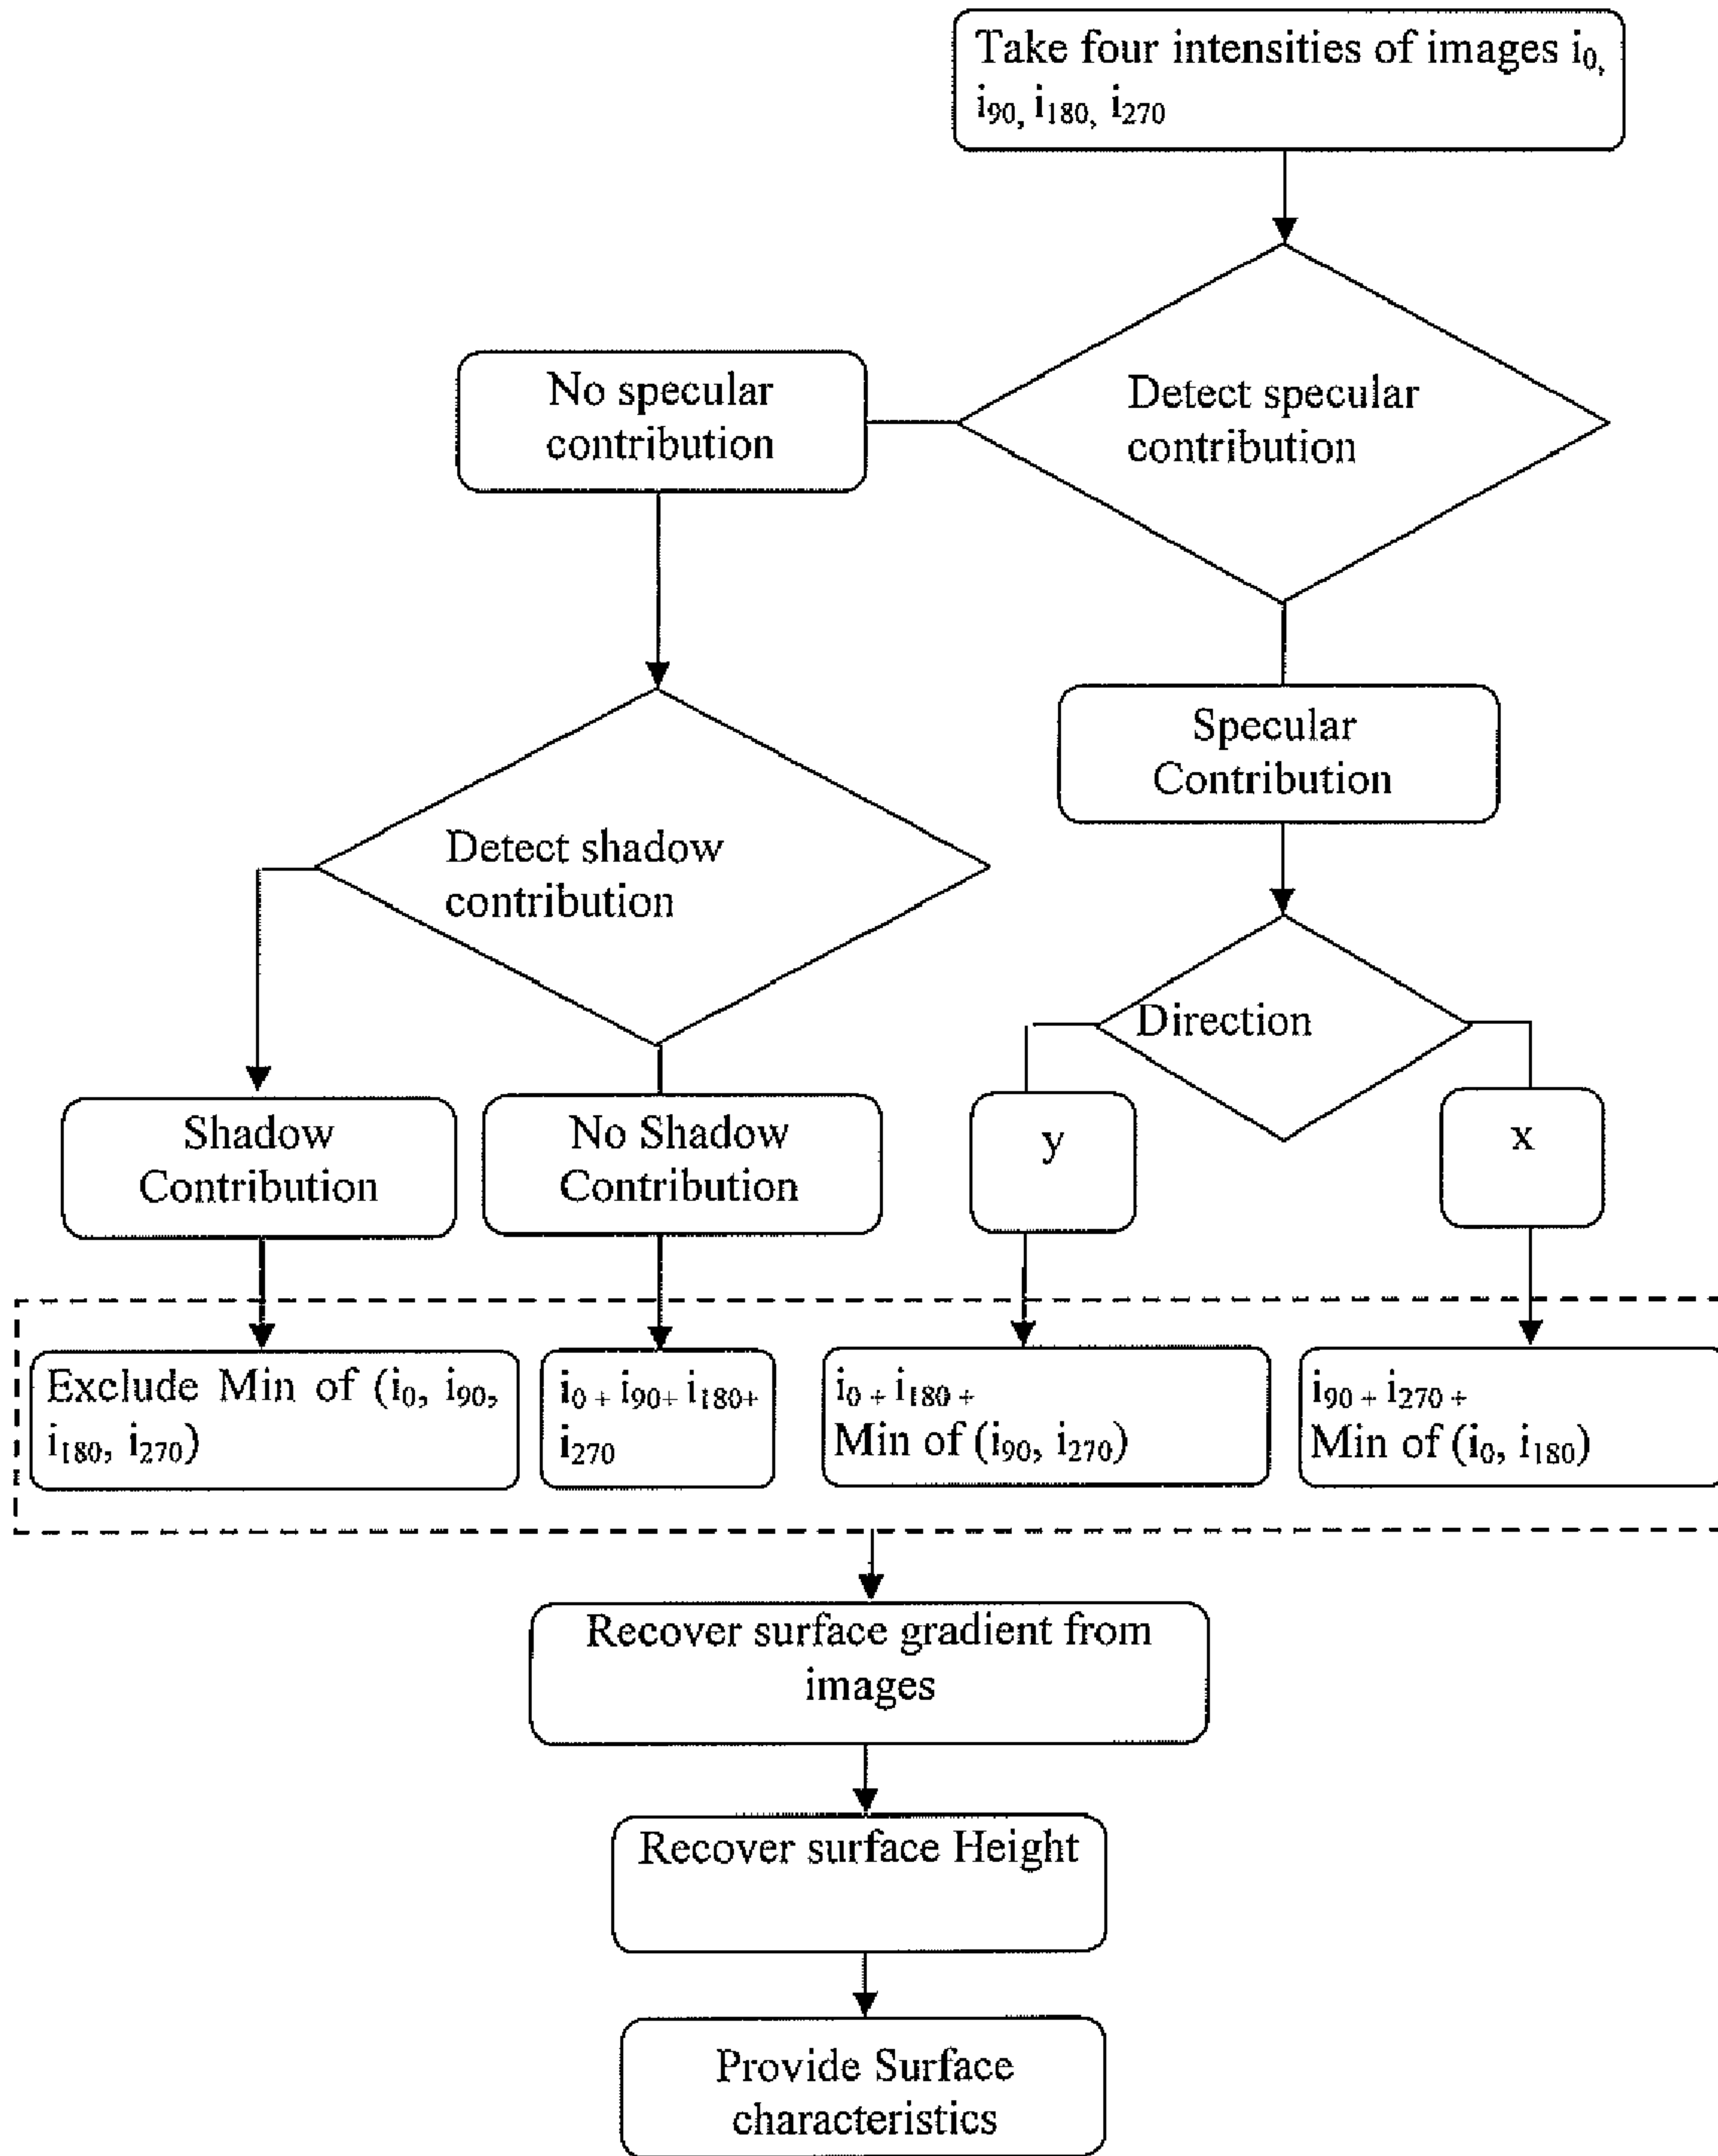 Take four intensities of images i₀,
i₉₀, i₁₈₀, i₂₇₀
No specular
contribution
Detect specular
contribution
Specular
Contribution
Detect shadow
contribution
Direction
Shadow
Contribution
No Shadow
Contribution
y
x
Exclude Min of (i₀, i₉₀,
i₁₈₀, i₂₇₀)
i₀ + i₉₀+ i₁₈₀+
i₂₇₀
i₀ + i₁₈₀ +
Min of (i₉₀, i₂₇₀)
i₉₀ + i₂₇₀ +
Min of (i₀, i₁₈₀)
Recover surface gradient from
images
Recover surface Height
Provide Surface
characteristics